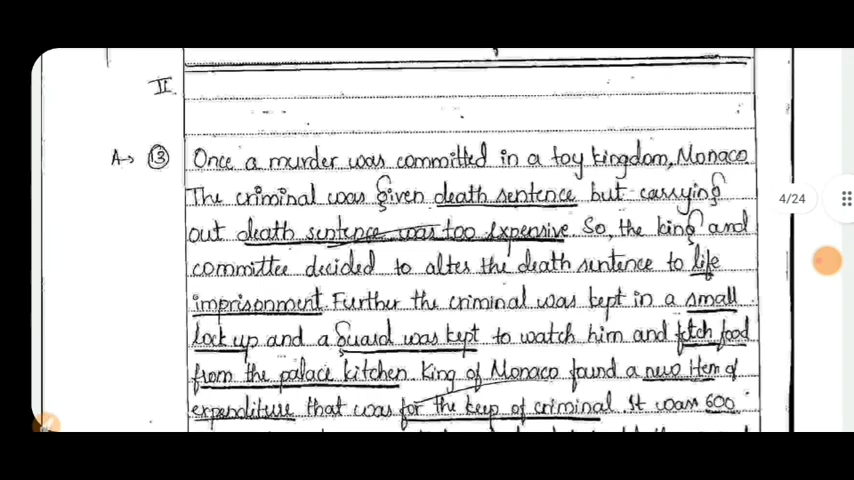 II
A→ 13 Once a murder was committed in a toy kingdom, Monaco
The criminal was given death sentence but carrying
4/24
out death sentence was too expensive So, the king and
committee decided to alter the death sentence to life
imprisonment. Further the criminal was kept in a small
lock up and a guard was kept to watch him and fetch food
from the palace kitchen King of Monaco found a new Item of
expenditure that was for the keep of criminal. It was 600